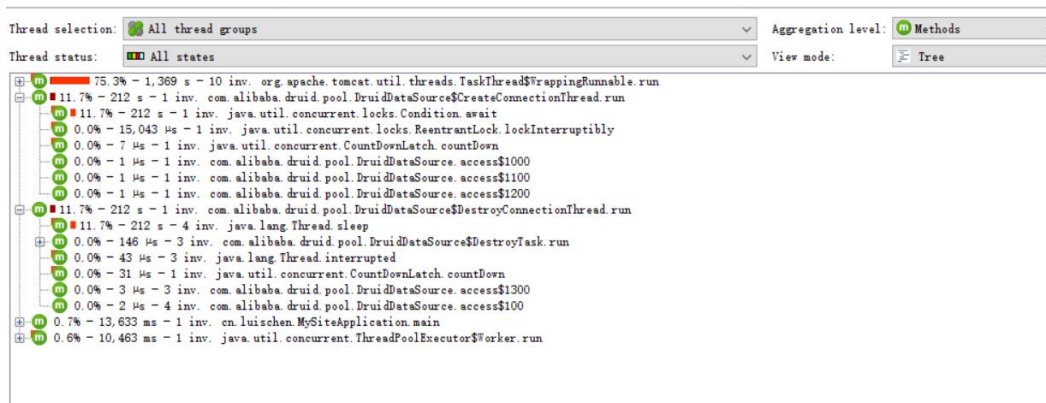 Thread selection: All thread groups Aggregation level: Methods
Thread status: All states View mode: Tree
75.3% - 1,369 s - 10 inv. org.apache.tomcat.util.threads.TaskThread$WrappingRunnable.run
11.7% - 212 s - 1 inv. com.alibaba.druid.pool.DruidDataSource$CreateConnectionThread.run
11.7% - 212 s - 1 inv. java.util.concurrent.locks.Condition.await
0.0% - 15,043 µs - 1 inv. java.util.concurrent.locks.ReentrantLock.lockInterruptibly
0.0% - 7 µs - 1 inv. java.util.concurrent.CountDownLatch.countDown
0.0% - 1 µs - 1 inv. com.alibaba.druid.pool.DruidDataSource.access$1000
0.0% - 1 µs - 1 inv. com.alibaba.druid.pool.DruidDataSource.access$1100
0.0% - 1 µs - 1 inv. com.alibaba.druid.pool.DruidDataSource.access$1200
11.7% - 212 s - 1 inv. com.alibaba.druid.pool.DruidDataSource$DestroyConnectionThread.run
11.7% - 212 s - 4 inv. java.lang.Thread.sleep
0.0% - 146 µs - 3 inv. com.alibaba.druid.pool.DruidDataSource$DestroyTask.run
0.0% - 43 µs - 3 inv. java.lang.Thread.interrupted
0.0% - 31 µs - 1 inv. java.util.concurrent.CountDownLatch.countDown
0.0% - 3 µs - 3 inv. com.alibaba.druid.pool.DruidDataSource.access$1300
0.0% - 2 µs - 4 inv. com.alibaba.druid.pool.DruidDataSource.access$100
0.7% - 13,633 ms - 1 inv. cn.luischen.MySiteApplication.main
0.6% - 10,463 ms - 1 inv. java.util.concurrent.ThreadPoolExecutor$Worker.run